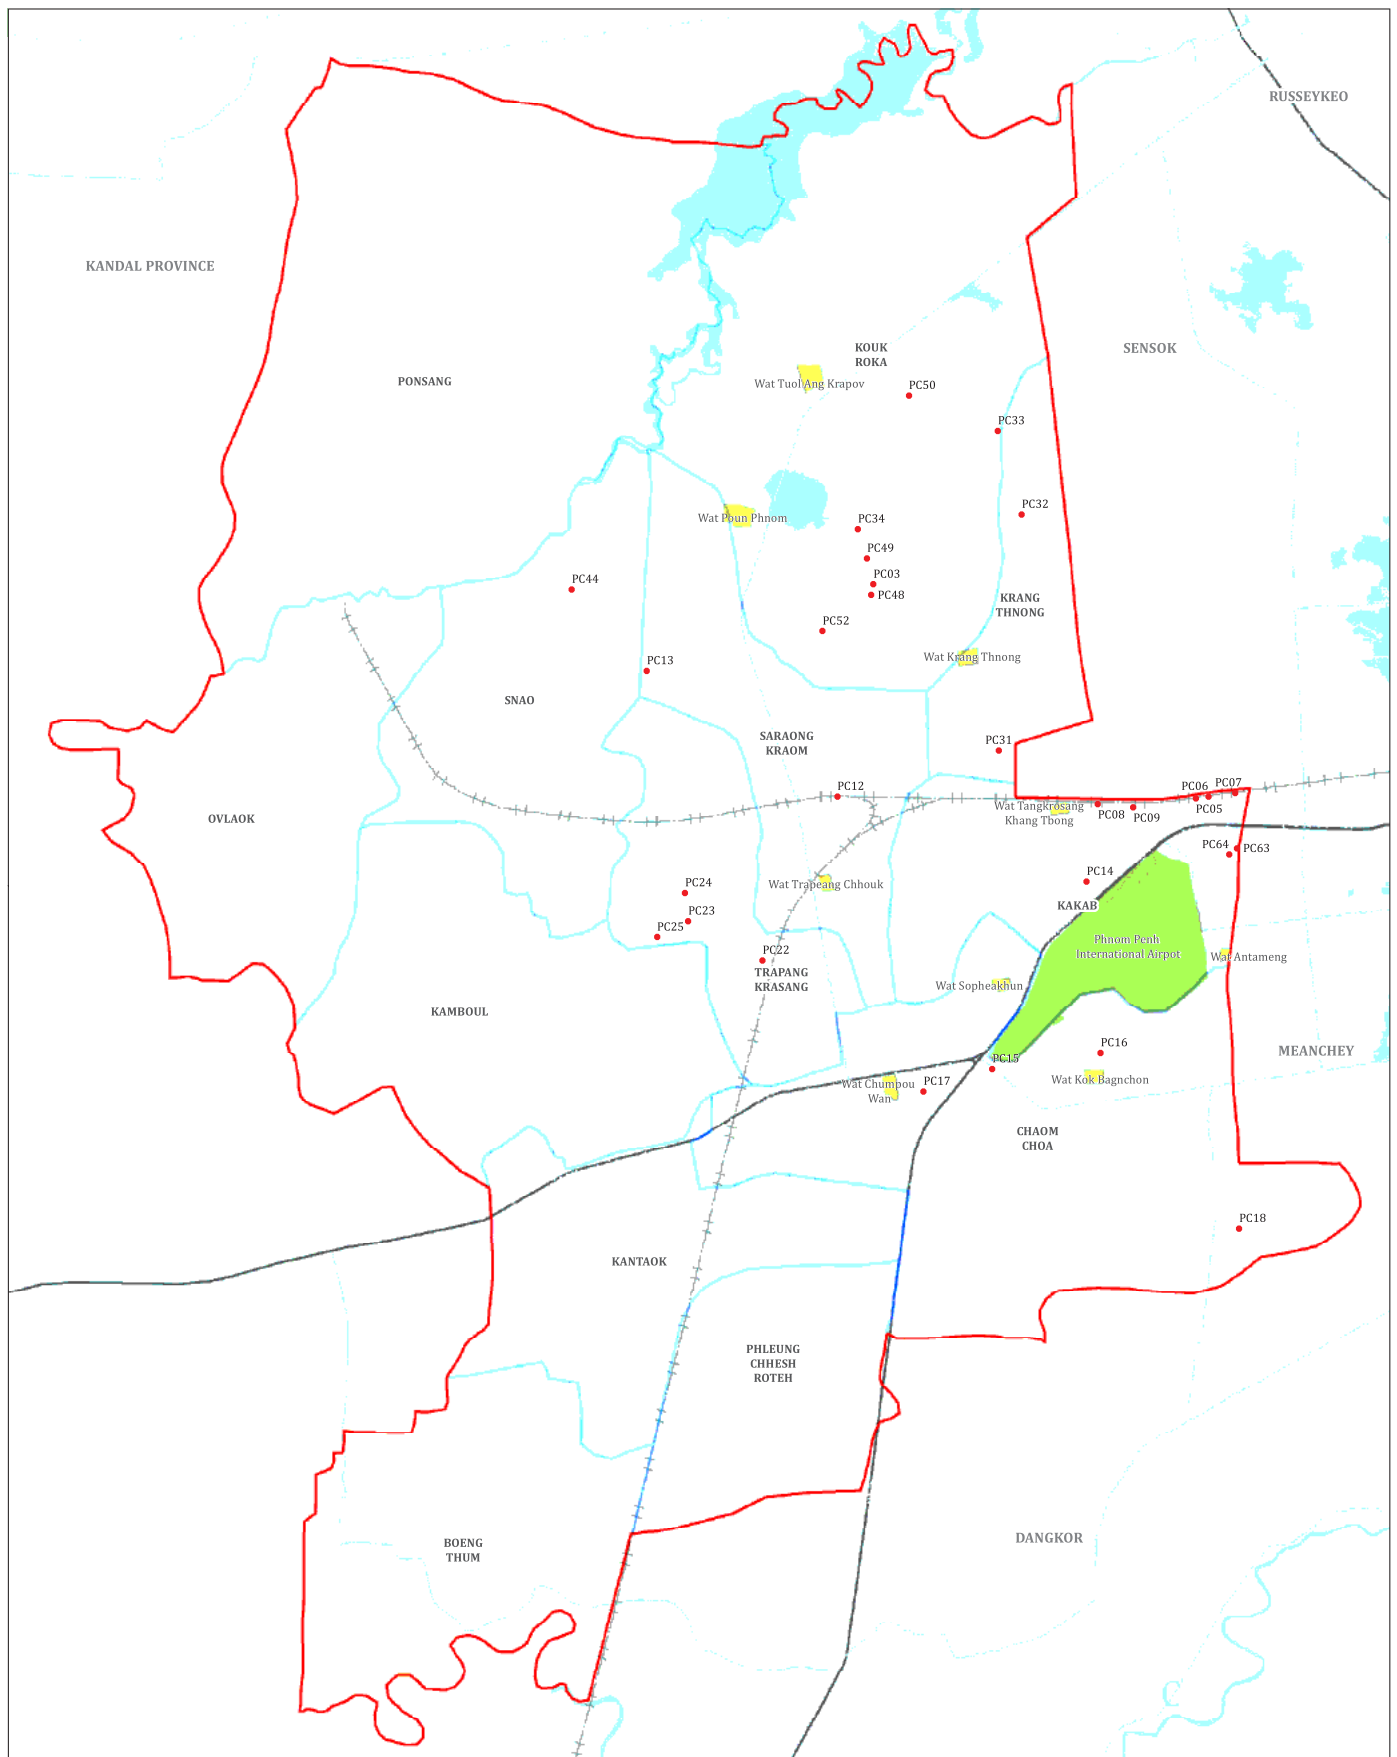 RUSSEYKEO
KANDAL PROVINCE
SENSOK
KOUK
ROKA
PONSANG
Wat Tuol Ang Krapov
PC50
PC33
PC32
Wat Poun Phnom
PC34
PC49
PC44
PC03
PC48
KRANG
THNONG
PC52
Wat Krang Thnong
PC13
SNAO
SARAONG
KRAOM
PC31
PC12
PC06
PC07
Wat Tangkrosang
Khang Tbong
PC08
PC09
PC05
OVLAOK
PC64
PC63
PC14
PC24
Wat Trapeang Chhouk
KAKAB
PC23
PC25
Phnom Penh
International Airpot
PC22
Wat Antameng
TRAPANG
KRASANG
Wat Sopheakhun
KAMBOUL
PC16
MEANCHEY
PC15
Wat Chumpou
Wan
PC17
Wat Kok Bagnchon
CHAOM
CHOA
PC18
KANTAOK
PHLEUNG
CHHESH
ROTEH
DANGKOR
BOENG
THUM